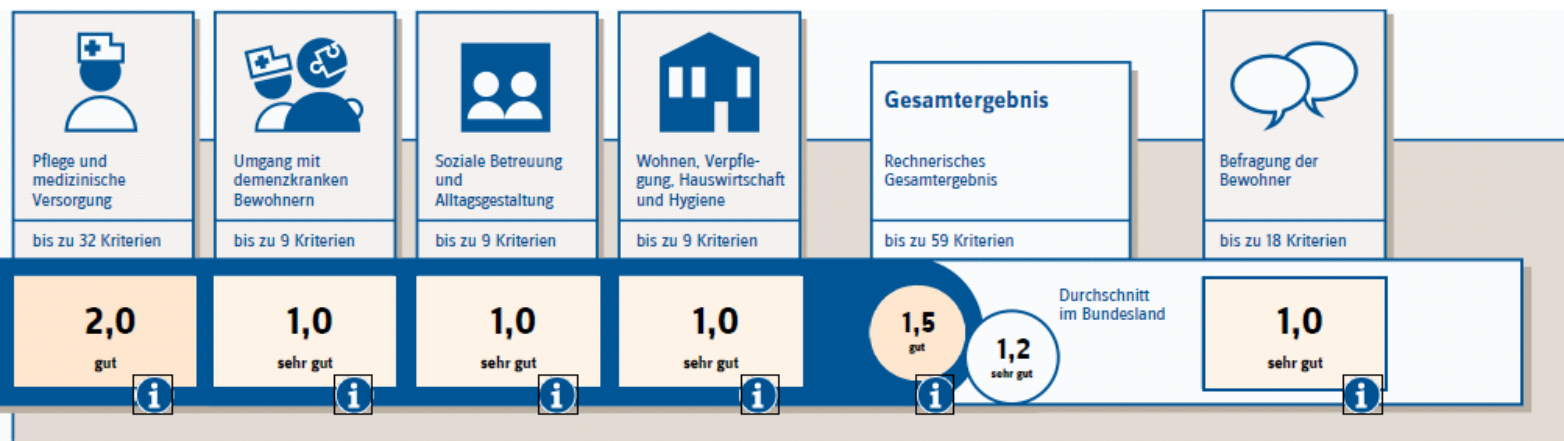 Pflege und
medizinische
Versorgung
bis zu 32 Kriterien
2,0
gut
Umgang mit
demenzkranken
Bewohnern
bis zu 9 Kriterien
1,0
sehr gut
Soziale Betreuung
und
Alltagsgestaltung
bis zu 9 Kriterien
1,0
sehr gut
Wohnen, Verpfle-
gung, Hauswirtschaft
und Hygiene
bis zu 9 Kriterien
1,0
sehr gut
Gesamtergebnis
Rechnerisches
Gesamtergebnis
bis zu 59 Kriterien
1,5
gut
1,2
sehr gut
Durchschnitt
im Bundesland
Befragung der
Bewohner
bis zu 18 Kriterien
1,0
sehr gut